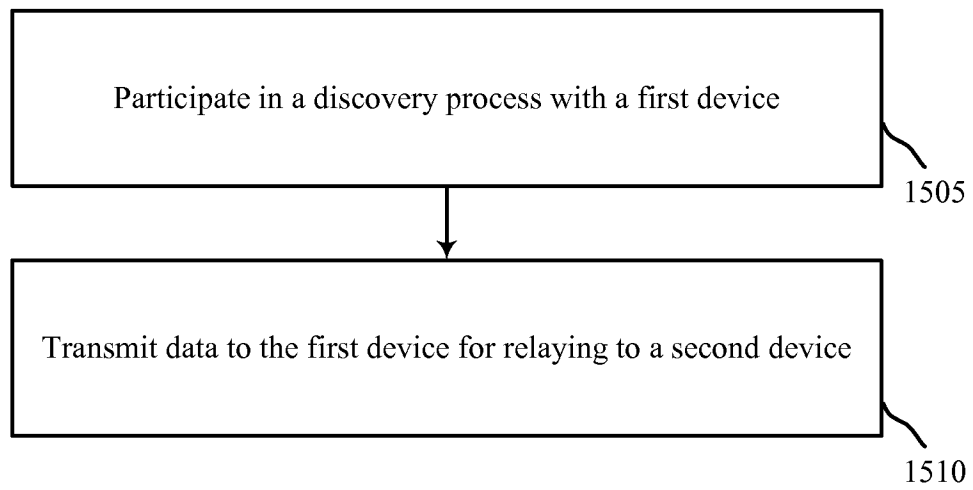 Participate in a discovery process with a first device
1505
Transmit data to the first device for relaying to a second device
1510